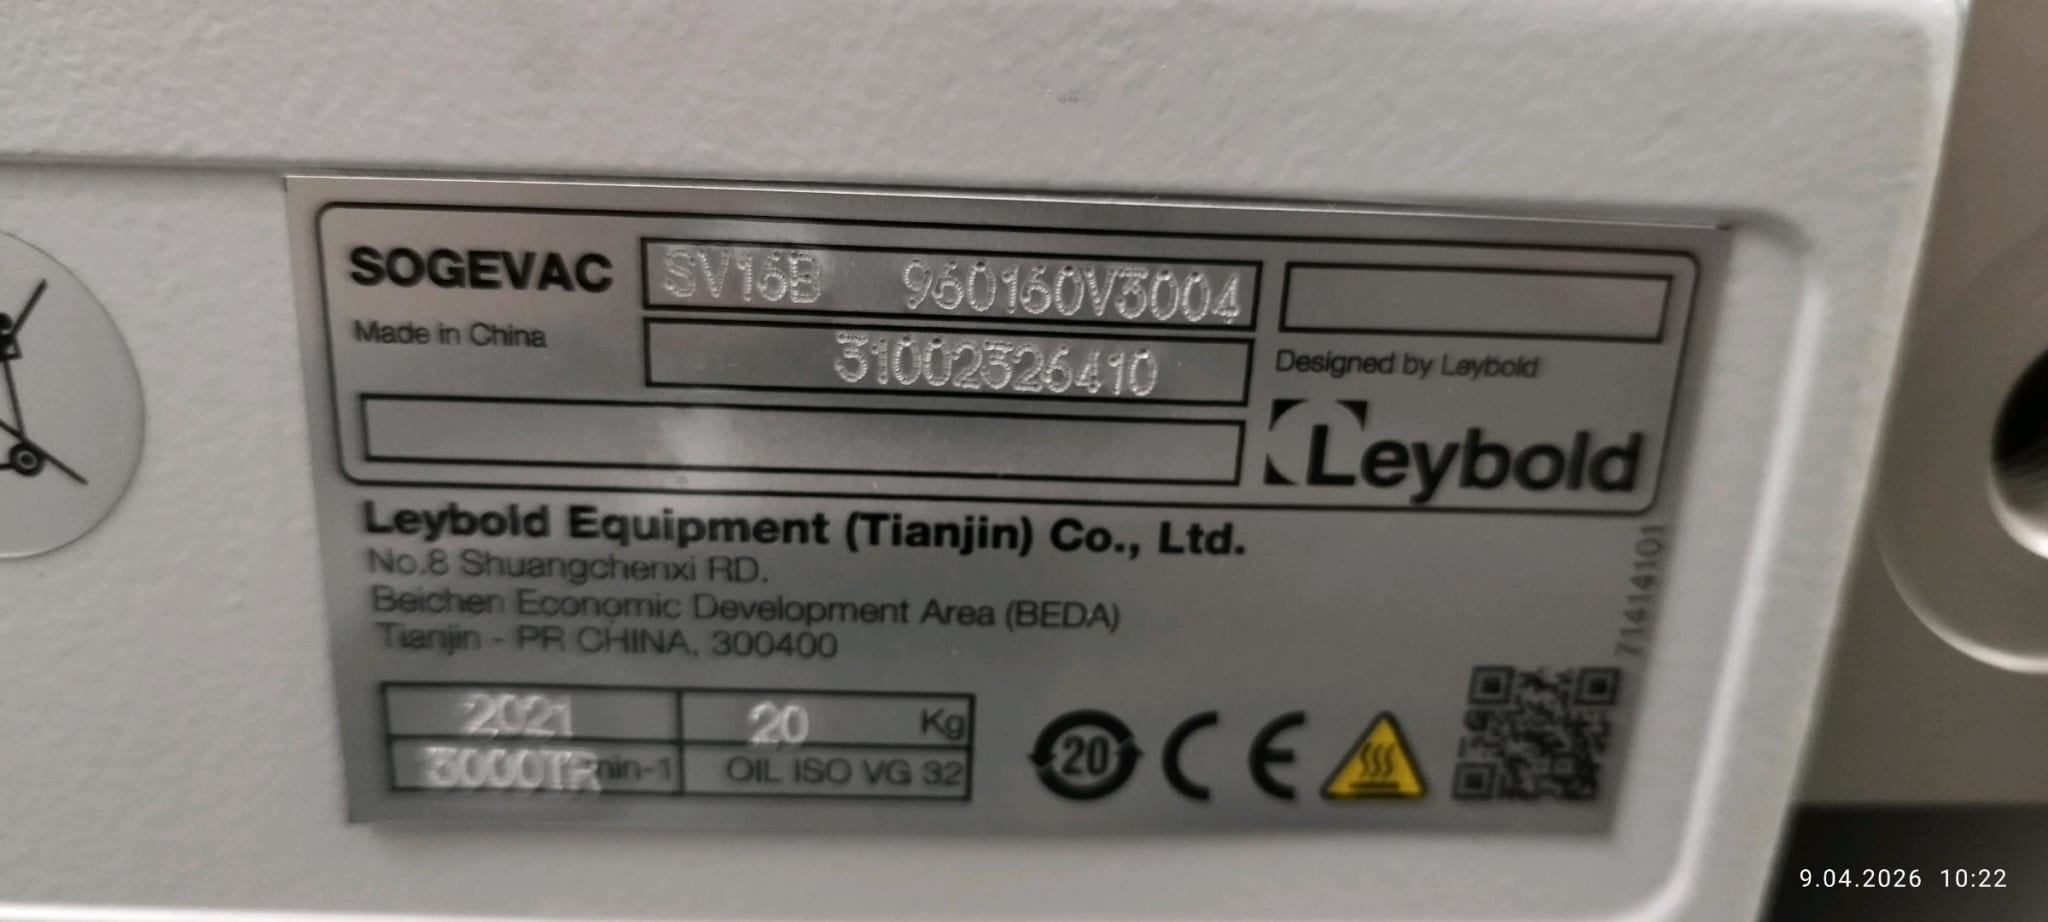 SOGEVAC SV16B 960160V3004
Made in China 31002326410
Designed by Leybold
Leybold
Leybold Equipment (Tianjin) Co., Ltd.
No.8 Shuangchenxi RD.
Beichen Economic Development Area (BEDA)
Tianjin - PR CHINA, 300400
71414101
2021 20 Kg
3000TR min-1 OIL ISO VG 32
20 CE
9.04.2026 10:22